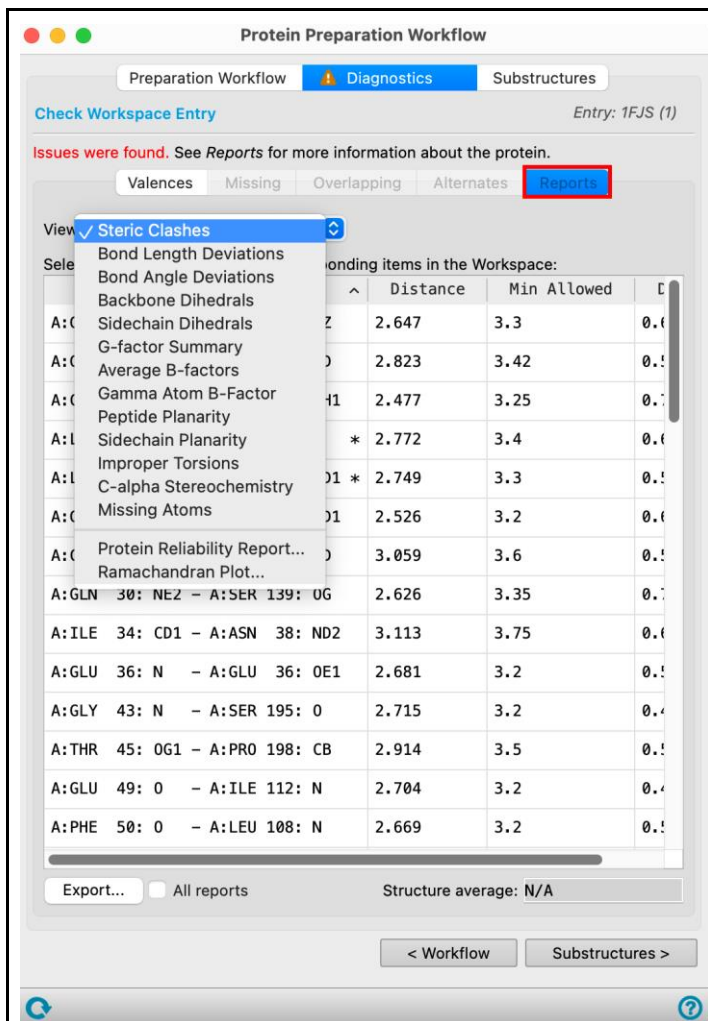 Protein Preparation Workflow
Preparation Workflow Diagnostics Substructures
Check Workspace Entry Entry: 1FJS (1)
Issues were found. See Reports for more information about the protein.
Valences Missing Overlapping Alternates Reports
View ✓ Steric Clashes
Bond Length Deviations
Bond Angle Deviations
Backbone Dihedrals
Sidechain Dihedrals
G-factor Summary
Average B-factors
Gamma Atom B-Factor
Peptide Planarity
Sidechain Planarity
Improper Torsions
C-alpha Stereochemistry
Missing Atoms
Protein Reliability Report...
Ramachandran Plot...
items in the Workspace:
Distance Min Allowed
2.647 3.3
2.823 3.42
2.477 3.25
* 2.772 3.4
* 2.749 3.3
2.526 3.2
3.059 3.6
A:GLN 30: NE2 – A:SER 139: OG 2.626 3.35
A:ILE 34: CD1 – A:ASN 38: ND2 3.113 3.75
A:GLU 36: N – A:GLU 36: OE1 2.681 3.2
A:GLY 43: N – A:SER 195: O 2.715 3.2
A:THR 45: OG1 – A:PRO 198: CB 2.914 3.5
A:GLU 49: O – A:ILE 112: N 2.704 3.2
A:PHE 50: O – A:LEU 108: N 2.669 3.2
Export... All reports Structure average: N/A
< Workflow Substructures >